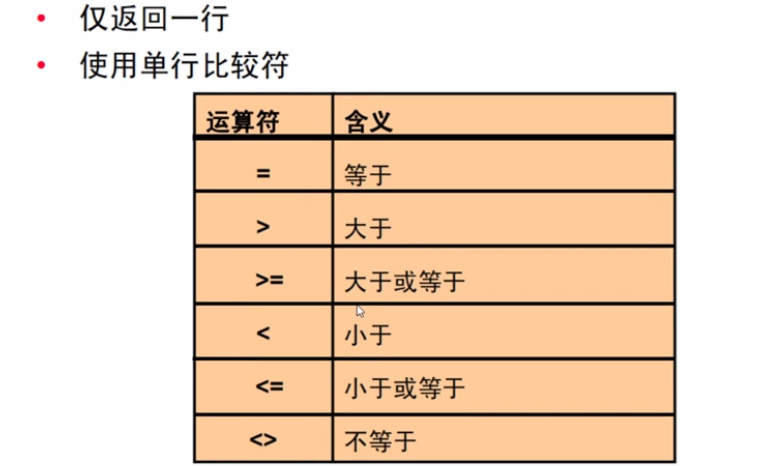 • 仅返回一行
• 使用单行比较符
运算符 含义
= 等于
> 大于
>= 大于或等于
< 小于
<= 小于或等于
<> 不等于